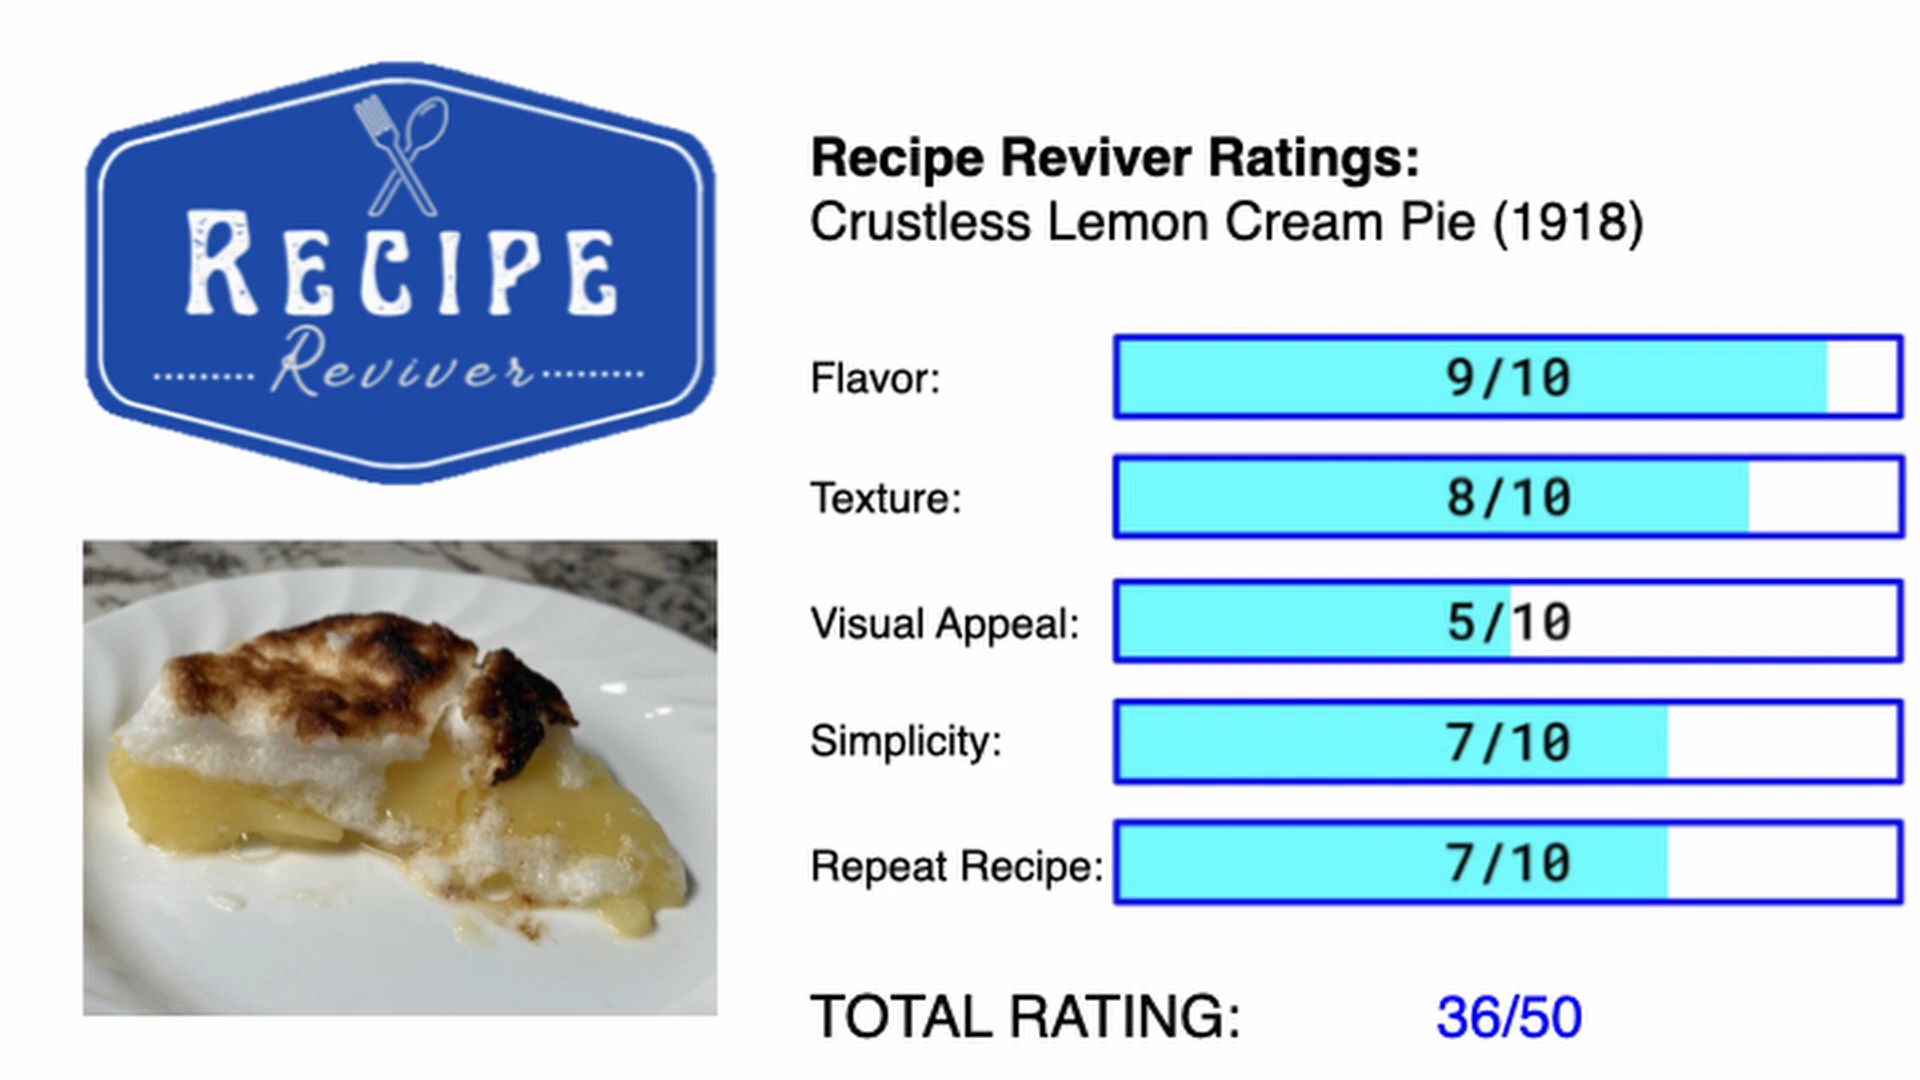 RECIPE
Reviver
Recipe Reviver Ratings:
Crustless Lemon Cream Pie (1918)
Flavor: 9/10
Texture: 8/10
Visual Appeal: 5/10
Simplicity: 7/10
Repeat Recipe: 7/10
TOTAL RATING: 36/50